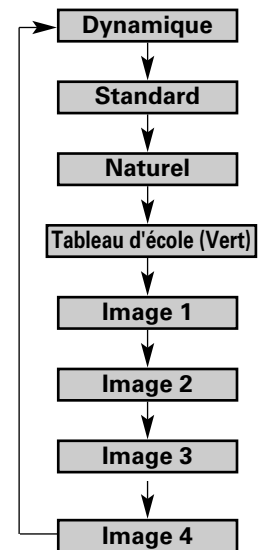 Dynamique
Standard
Naturel
Tableau d'école (Vert)
Image 1
Image 2
Image 3
Image 4